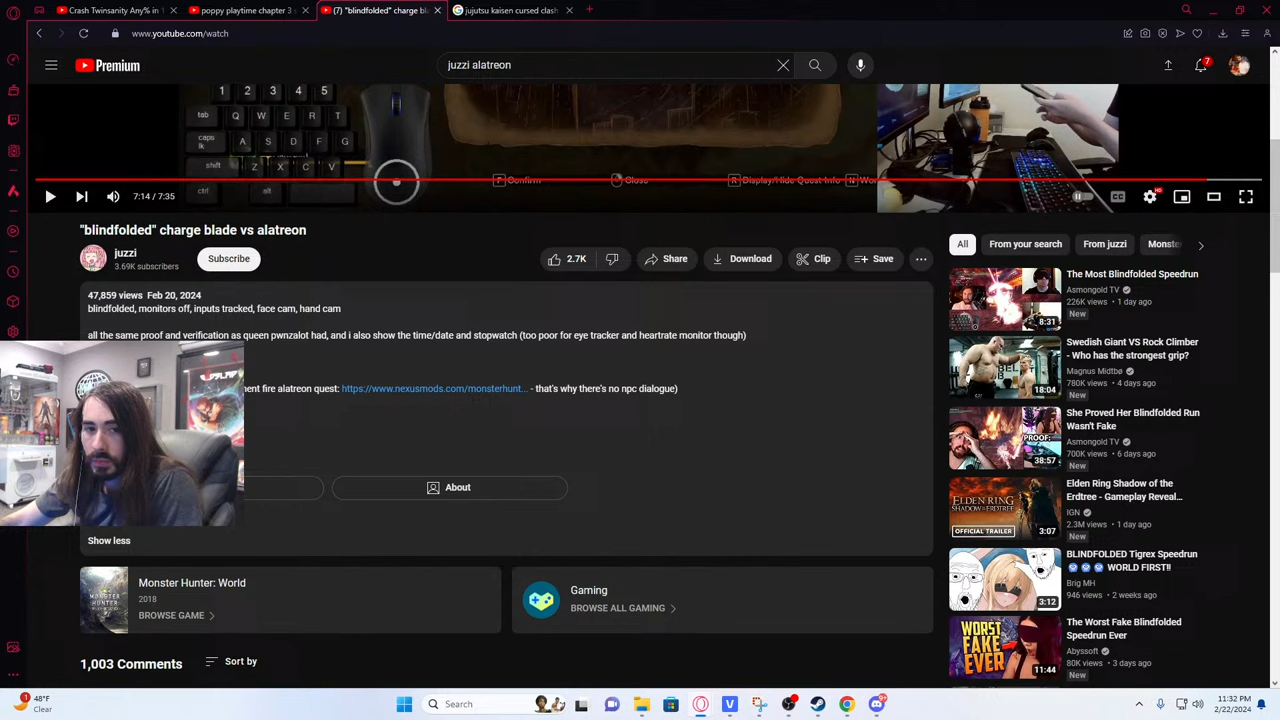 Crash Twinsanity Any% in 1
poppy playtime chapter 3
(7) "blindfolded" charge bla
jujutsu kaisen cursed clash
www.youtube.com/watch
Premium
juzzi alatreon
7
1 2 3 4 5
tab Q W E R T
caps lk A S D F G
shift Z X C V
ctrl alt
F Confirm Close R Display/Hide Quest Info N
7:14 / 7:35
HD
"blindfolded" charge blade vs alatreon
juzzi
3.69K subscribers
Subscribe
2.7K
Share
Download
Clip
Save
47,859 views Feb 20, 2024
blindfolded, monitors off, inputs tracked, face cam, hand cam
all the same proof and verification as queen pwnzalot had but i also show the time/date and stopwatch (too poor for eye tracker and heartrate monitor though)
fire alatreon quest: https://www.nexusmods.com/monsterhunt... - that's why there's no npc dialogue)
About
Show less
Monster Hunter: World
2018
BROWSE GAME
Gaming
BROWSE ALL GAMING
1,003 Comments
Sort by
All
From your search
From juzzi
Monste
The Most Blindfolded Speedrun
Asmongold TV
226K views • 1 day ago
New
8:31
Swedish Giant VS Rock Climber
- Who has the strongest grip?
Magnus Midtbø
780K views • 4 days ago
New
18:04
She Proved Her Blindfolded Run
Wasn't Fake
Asmongold TV
700K views • 6 days ago
New
PROOF:
38:57
Elden Ring Shadow of the
Erdtree - Gameplay Reveal...
IGN
2.3M views • 1 day ago
New
ELDEN RING
SHADOW OF THE ERDTREE
OFFICIAL TRAILER
3:07
BLINDFOLDED Tigrex Speedrun
WORLD FIRST!!
Brig MH
946 views • 2 weeks ago
3:12
The Worst Fake Blindfolded
Speedrun Ever
Abyssoft
80K views • 3 days ago
New
WORST
FAKE
EVER
11:44
1
48°F
Clear
Search
11:32 PM
2/22/2024